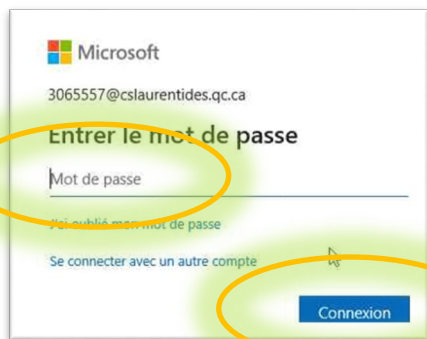 Microsoft
3065557@cslaurentides.qc.ca
Entrer le mot de passe
Mot de passe
J'ai oublié mon mot de passe
Se connecter avec un autre compte
Connexion